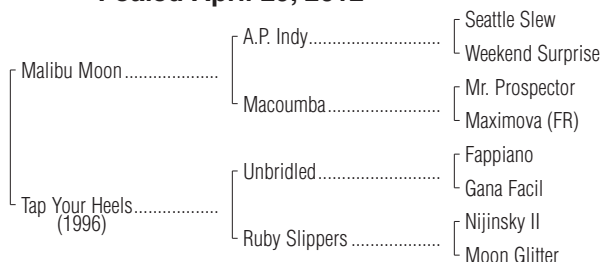 Foaled April 25, 2012
Seattle Slew
A.P. Indy
Weekend Surprise
Malibu Moon
Mr. Prospector
Macoumba
Maximova (FR)
Fappiano
Unbridled
Gana Facil
Tap Your Heels
(1996)
Nijinsky II
Ruby Slippers
Moon Glitter